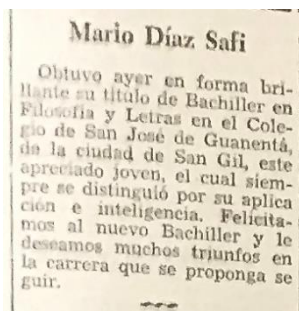 Mario Díaz Safi
Obtuvo ayer en forma bri-
llante su título de Bachiller en
Filosofía y Letras en el Cole-
gio de San José de Guanentá,
de la ciudad de San Gil, este
apreciado joven, el cual siem-
pre se distinguió por su aplica
ción e inteligencia. Felicita-
mos al nuevo Bachiller y le
deseamos muchos triunfos en
la carrera que se proponga se
guir.